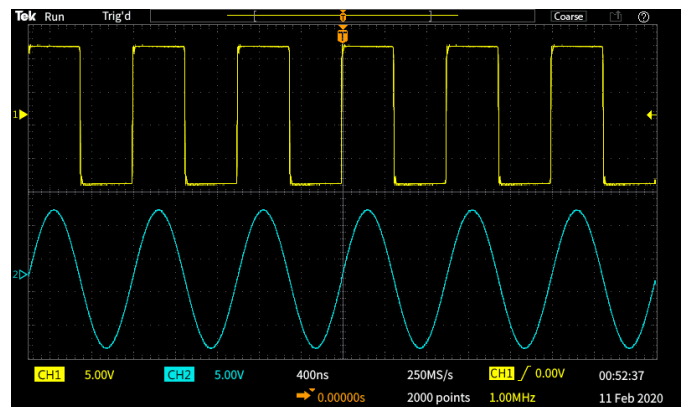 Tek Run Trig'd T Coarse ?
T
1
2
CH1 5.00V CH2 5.00V 400ns 250MS/s CH1 0.00V 00:52:37
0.00000s 2000 points 1.00MHz 11 Feb 2020